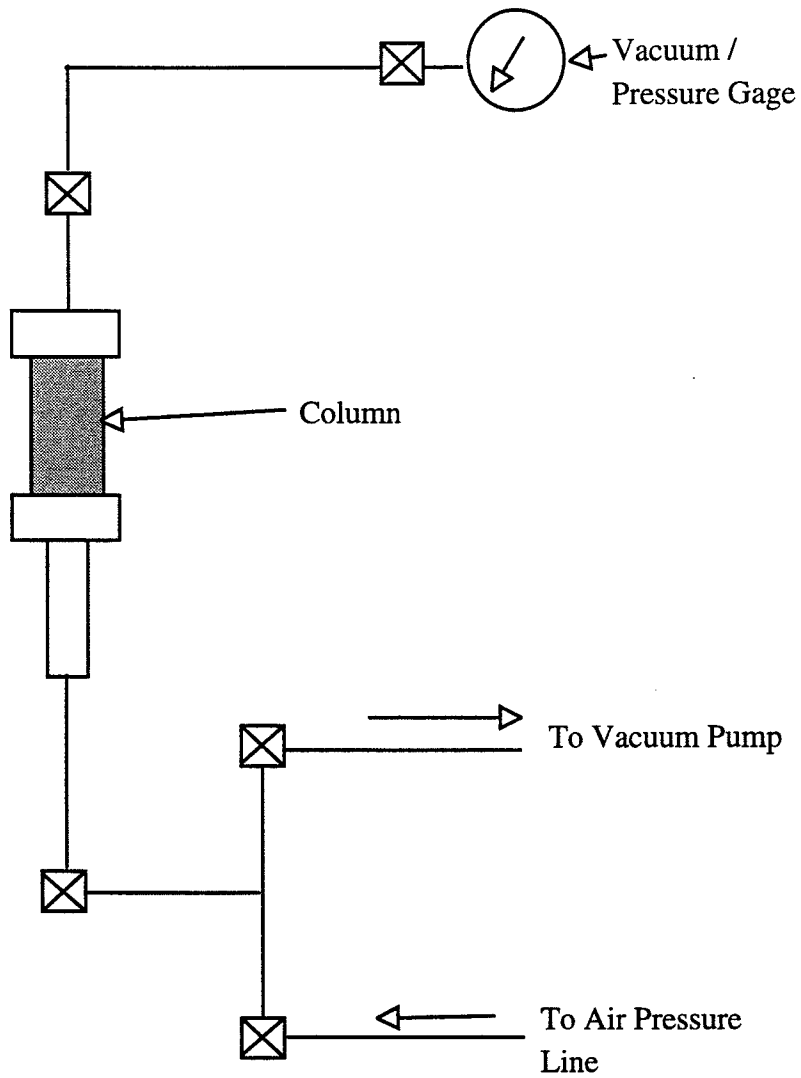 Vacuum /
Pressure Gage
Column
To Vacuum Pump
To Air Pressure
Line